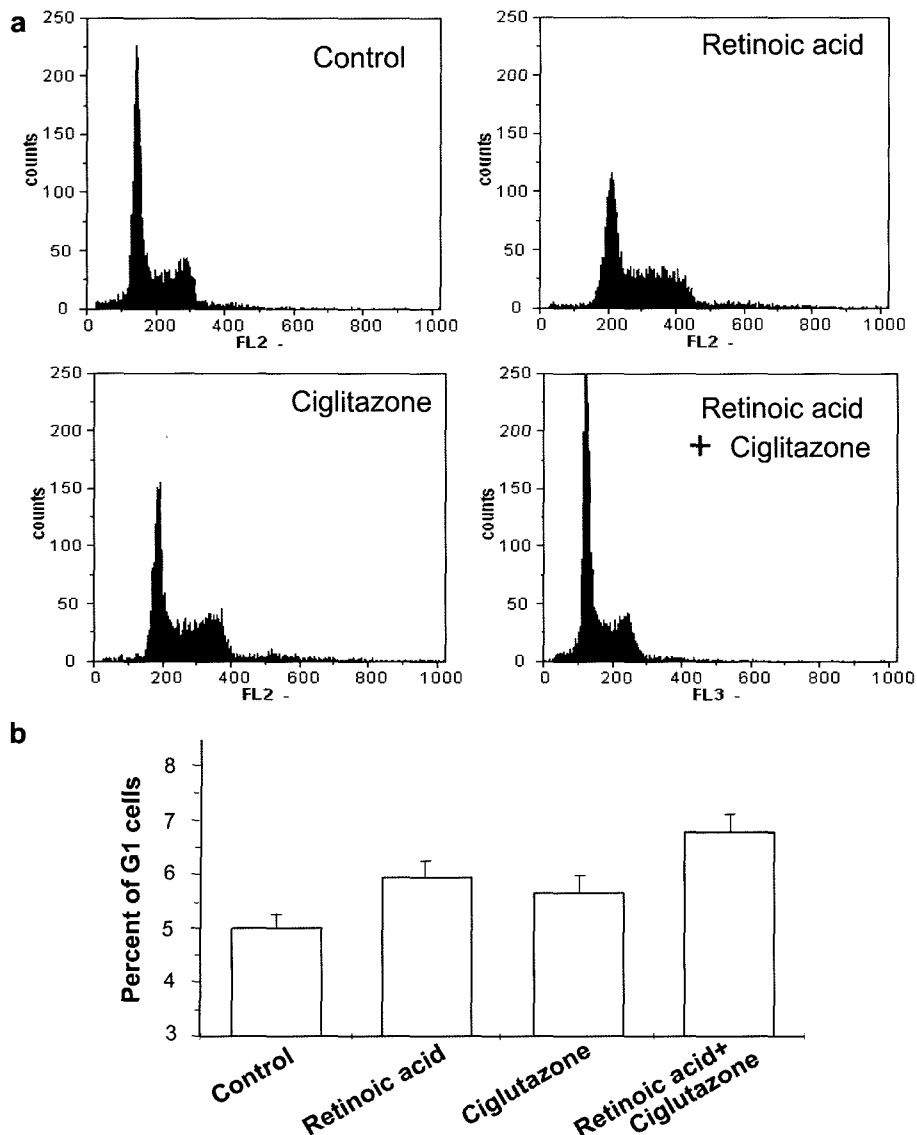 a
Control
250
200
150
100
50
0
counts
0 200 400 600 800 1000
FL2 -
Retinoic acid
250
200
150
100
50
0
counts
0 200 400 600 800 1000
FL2 -
Ciglitazone
250
200
150
100
50
0
counts
0 200 400 600 800 1000
FL2 -
Retinoic acid
+ Ciglitazone
250
200
150
100
50
0
counts
0 200 400 600 800 1000
FL3 -
b
Percent of G1 cells
8
7
6
5
4
3
Control
Retinoic acid
Ciglutazone
Retinoic acid+
Ciglutazone